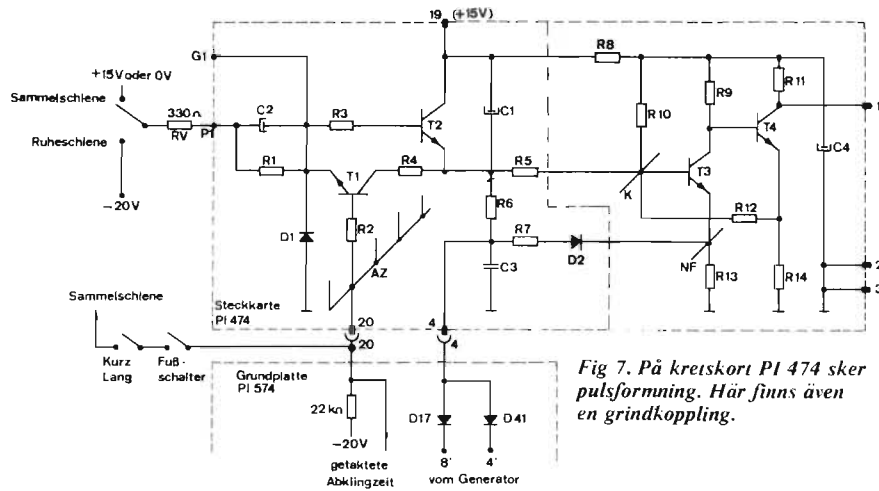 19 (+15V)
G1
R8
+15V oder 0V
Sammelschiene
330n
RV
P1
C2
R3
T2
C1
R10
R9
R11
T4
1
Ruheschiene
R1
T1
R4
R5
K
T3
C4
-20V
R2
R6
R12
D1
AZ
R7
D2
NF
C3
R13
R14
2
3
Steckkarte
PI 474
Sammelschiene
20
4
20
4
Kurz
Lang
Fuß-
schalter
Grundplatte
PI 574
22kn
-20V
D17
D41
getaktete
Abklingzeit
8'
4'
vom Generator
Fig 7. På kretskort PI 474 sker
pulsformning. Här finns även
en grindkoppling.